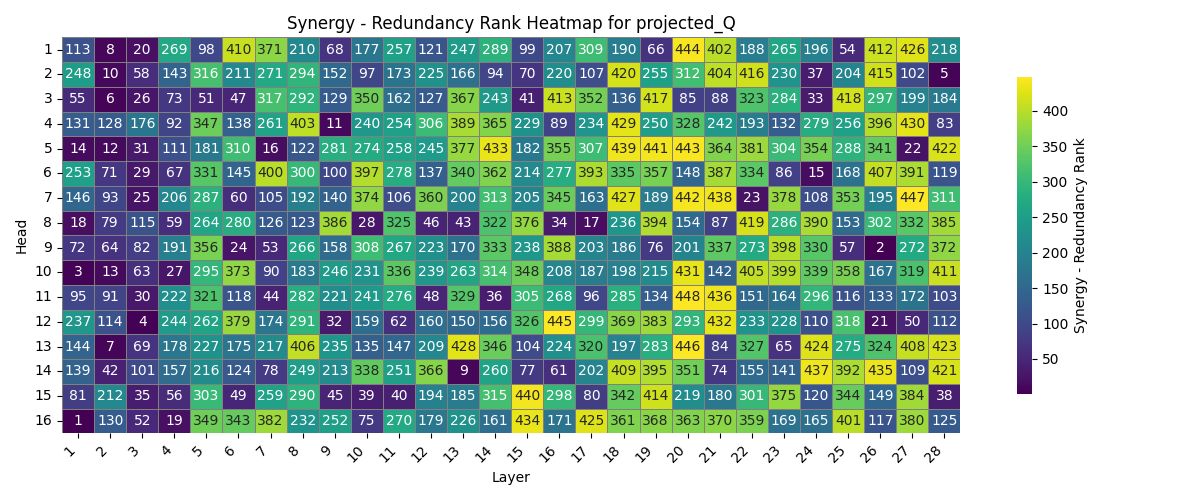 Synergy - Redundancy Rank Heatmap for projected_Q
1 113 8 20 269 98 410 371 210 68 177 257 121 247 289 99 207 309 190 66 444 402 188 265 196 54 412 426 218
2 248 10 58 143 316 211 271 294 152 97 173 225 166 94 70 220 107 420 255 312 404 416 230 37 204 415 102 5
3 55 6 26 73 51 47 317 292 129 350 162 127 367 243 41 413 352 136 417 85 88 323 284 33 418 297 199 184
4 131 128 176 92 347 138 261 403 11 240 254 306 389 365 229 89 234 429 250 328 242 193 132 279 256 396 430 83
5 14 12 31 111 181 310 16 122 281 274 258 245 377 433 182 355 307 439 441 443 364 381 304 354 288 341 22 422
6 253 71 29 67 331 145 400 300 100 397 278 137 340 362 214 277 393 335 357 148 387 334 86 15 168 407 391 119
7 146 93 25 206 287 60 105 192 140 374 106 360 200 313 205 345 163 427 189 442 438 23 378 108 353 195 447 311
8 18 79 115 59 264 280 126 123 386 28 325 46 43 322 376 34 17 236 394 154 87 419 286 390 153 302 332 385
9 72 64 82 191 356 24 53 266 158 308 267 223 170 333 238 388 203 186 76 201 337 273 398 330 57 2 272 372
10 3 13 63 27 295 373 90 183 246 231 336 239 263 314 348 208 187 198 215 431 142 405 399 339 358 167 319 411
11 95 91 30 222 321 118 44 282 221 241 276 48 329 36 305 268 96 285 134 448 436 151 164 296 116 133 172 103
12 237 114 4 244 262 379 174 291 32 159 62 160 150 156 326 445 299 369 383 293 432 233 228 110 318 21 50 112
13 144 7 69 178 227 175 217 406 235 135 147 209 428 346 104 224 320 197 283 446 84 327 65 424 275 324 408 423
14 139 42 101 157 216 124 78 249 213 338 251 366 9 260 77 61 202 409 395 351 74 155 141 437 392 435 109 421
15 81 212 35 56 303 49 259 290 45 39 40 194 185 315 440 298 80 342 414 219 180 301 375 120 344 149 384 38
16 1 130 52 19 349 343 382 232 252 75 270 179 226 161 434 171 425 361 368 363 370 359 169 165 401 117 380 125
1 2 3 4 5 6 7 8 9 10 11 12 13 14 15 16 17 18 19 20 21 22 23 24 25 26 27 28
Layer
Head
400
350
300
250
200
150
100
50
Synergy - Redundancy Rank